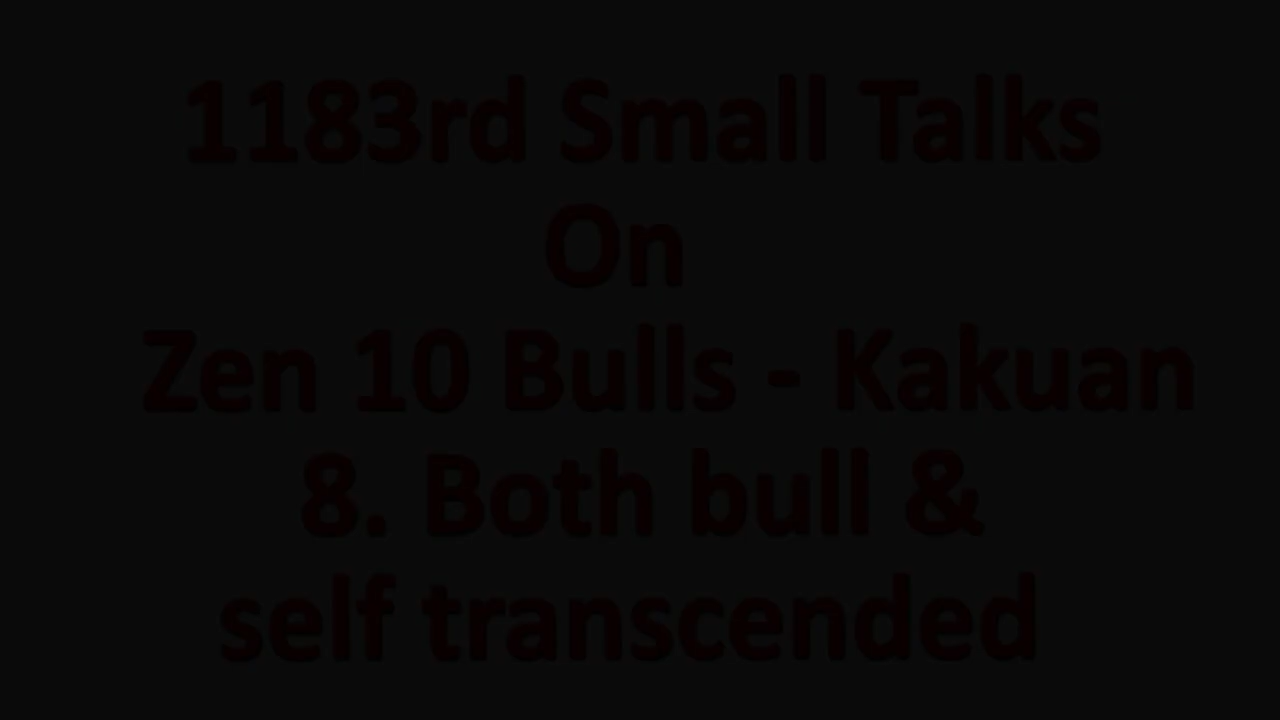 1183rd Small Talks
On
Zen 10 Bulls - Kakuan
8. Both bull &
self transcended